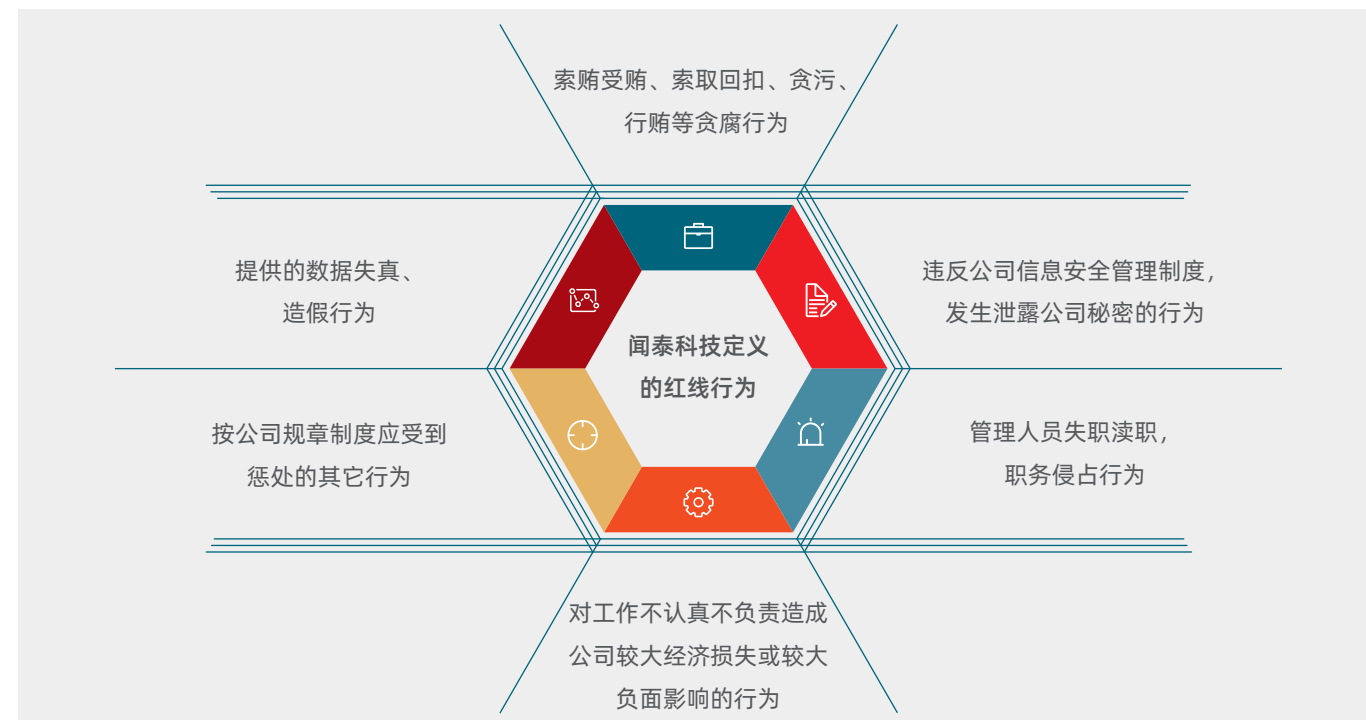 索贿受贿、索取回扣、贪污、
行贿等贪腐行为
提供的数据失真、
造假行为
违反公司信息安全管理制度，
发生泄露公司秘密的行为
闻泰科技定义
的红线行为
按公司规章制度应受到
惩处的其它行为
管理人员失职渎职，
职务侵占行为
对工作不认真不负责造成
公司较大经济损失或较大
负面影响的行为